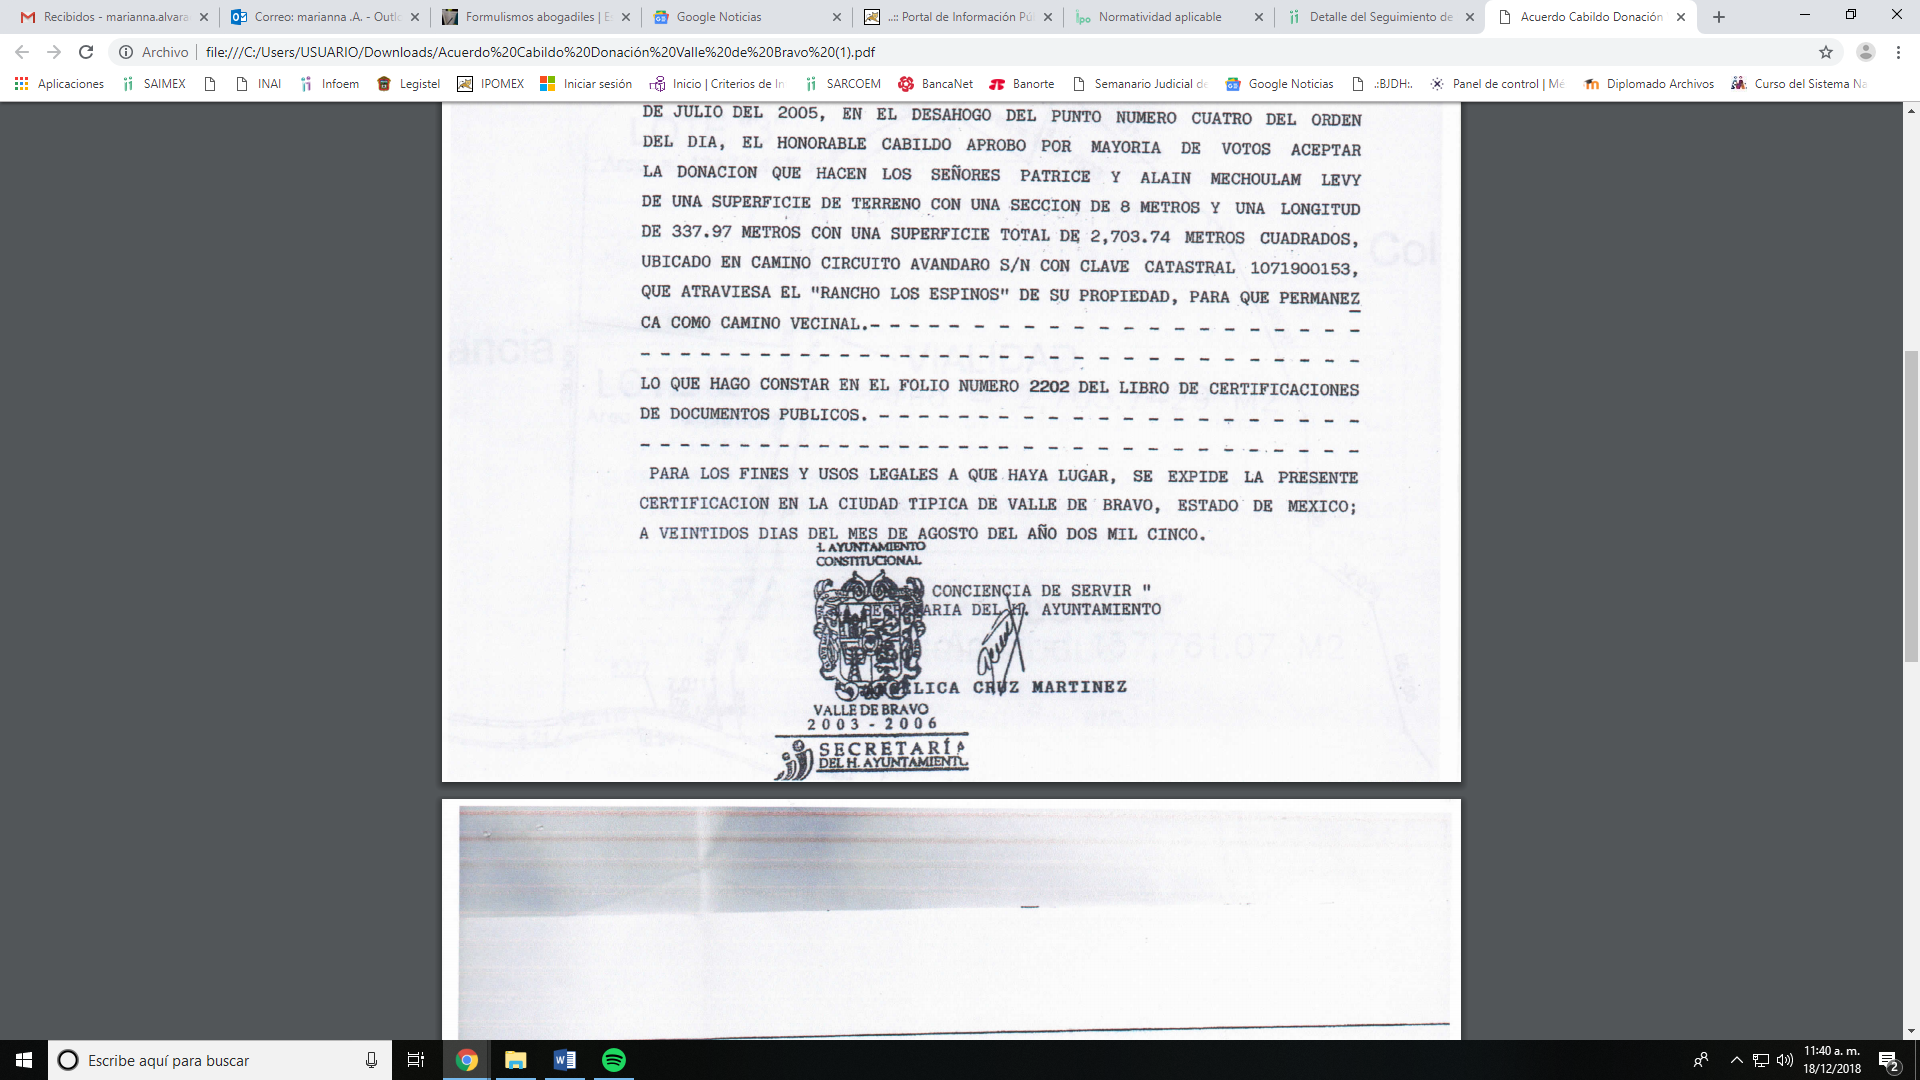 Recibidos - marianna.alvara
Correo: marianna .A. - Outlo
Formulismos abogadiles | Es
Google Noticias
..:: Portal de Información Púl
Normatividad aplicable
Detalle del Seguimiento de
Acuerdo Cabildo Donación
Archivo
file:///C:/Users/USUARIO/Downloads/Acuerdo%20Cabildo%20Donación%20Valle%20de%20Bravo%20(1).pdf
Aplicaciones
SAIMEX
INAI
Infoem
Legistel
IPOMEX
Iniciar sesión
Inicio | Criterios de In
SARCOEM
BancaNet
Banorte
Semanario Judicial de
Google Noticias
.:BJDH:.
Panel de control | Mé
Diplomado Archivos
Curso del Sistema Na
DE JULIO DEL 2005, EN EL DESAHOGO DEL PUNTO NUMERO CUATRO DEL ORDEN
DEL DIA, EL HONORABLE CABILDO APROBO POR MAYORIA DE VOTOS ACEPTAR
LA DONACION QUE HACEN LOS SEÑORES PATRICE Y ALAIN MECHOULAM LEVY
DE UNA SUPERFICIE DE TERRENO CON UNA SECCION DE 8 METROS Y UNA LONGITUD
DE 337.97 METROS CON UNA SUPERFICIE TOTAL DE 2,703.74 METROS CUADRADOS,
UBICADO EN CAMINO CIRCUITO AVANDARO S/N CON CLAVE CATASTRAL 1071900153,
QUE ATRAVIESA EL "RANCHO LOS ESPINOS" DE SU PROPIEDAD, PARA QUE PERMANEZ
CA COMO CAMINO VECINAL.- - - - - - - - - - - - - - - - - - - - -
- - - - - - - - - - - - - - - - - - - - - - - - - - - - - -
LO QUE HAGO CONSTAR EN EL FOLIO NUMERO 2202 DEL LIBRO DE CERTIFICACIONES
DE DOCUMENTOS PUBLICOS. - - - - - - - - - - - - - - - - - - - -
- - - - - - - - - - - - - - - - - - - - - - - - - - - - - -
PARA LOS FINES Y USOS LEGALES A QUE HAYA LUGAR, SE EXPIDE LA PRESENTE
CERTIFICACION EN LA CIUDAD TIPICA DE VALLE DE BRAVO, ESTADO DE MEXICO;
A VEINTIDOS DIAS DEL MES DE AGOSTO DEL AÑO DOS MIL CINCO.
H. AYUNTAMIENTO
CONSTITUCIONAL
CONCIENCIA DE SERVIR "
SECRETARIA DEL H. AYUNTAMIENTO
ANGELICA CRUZ MARTINEZ
VALLE DE BRAVO
2003 - 2006
SECRETARÍA
DEL H. AYUNTAMIENTO
Escribe aquí para buscar
11:40 a. m.
18/12/2018
2